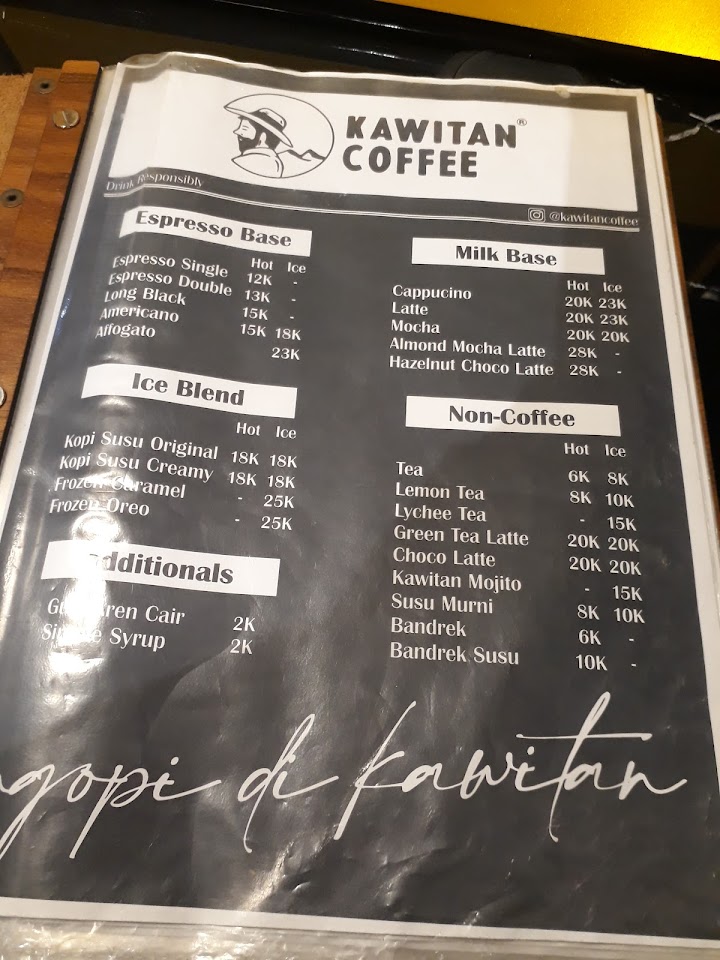 KAWITAN®
COFFEE
Drink Responsibly
@kawitancoffee
Espresso Base
Hot Ice
Espresso Single 12K -
Espresso Double 13K -
Long Black 15K -
Americano 15K 18K
Affogato 23K
Ice Blend
Hot Ice
Kopi Susu Original 18K 18K
Kopi Susu Creamy 18K 18K
Frozen Caramel - 25K
Frozen Oreo - 25K
Additionals
Aren Cair 2K
Simple Syrup 2K
Milk Base
Hot Ice
Cappucino 20K 23K
Latte 20K 23K
Mocha 20K 20K
Almond Mocha Latte 28K -
Hazelnut Choco Latte 28K -
Non-Coffee
Hot Ice
Tea 6K 8K
Lemon Tea 8K 10K
Lychee Tea - 15K
Green Tea Latte 20K 20K
Choco Latte 20K 20K
Kawitan Mojito - 15K
Susu Murni 8K 10K
Bandrek 6K -
Bandrek Susu 10K -
ngopi di kawitan